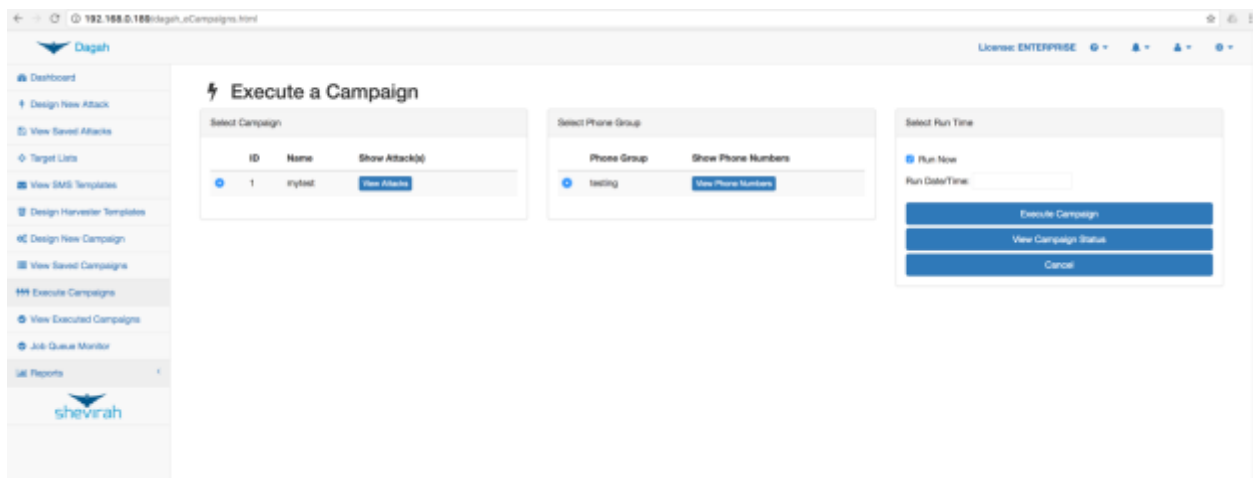 192.168.0.180/dagah_eCampaigns.html
Dagah
License: ENTERPRISE
Dashboard
Design New Attack
View Saved Attacks
Target Lists
View SMS Templates
Design Harvester Templates
Design New Campaign
View Saved Campaigns
Execute Campaigns
View Executed Campaigns
Job Queue Monitor
Reports
shevirah
Execute a Campaign
Select Campaign
ID Name Show Attack(s)
1 mytest View Attacks
Select Phone Group
Phone Group Show Phone Numbers
testing View Phone Numbers
Select Run Time
Run Now
Run Date/Time:
Execute Campaign
View Campaign Status
Cancel